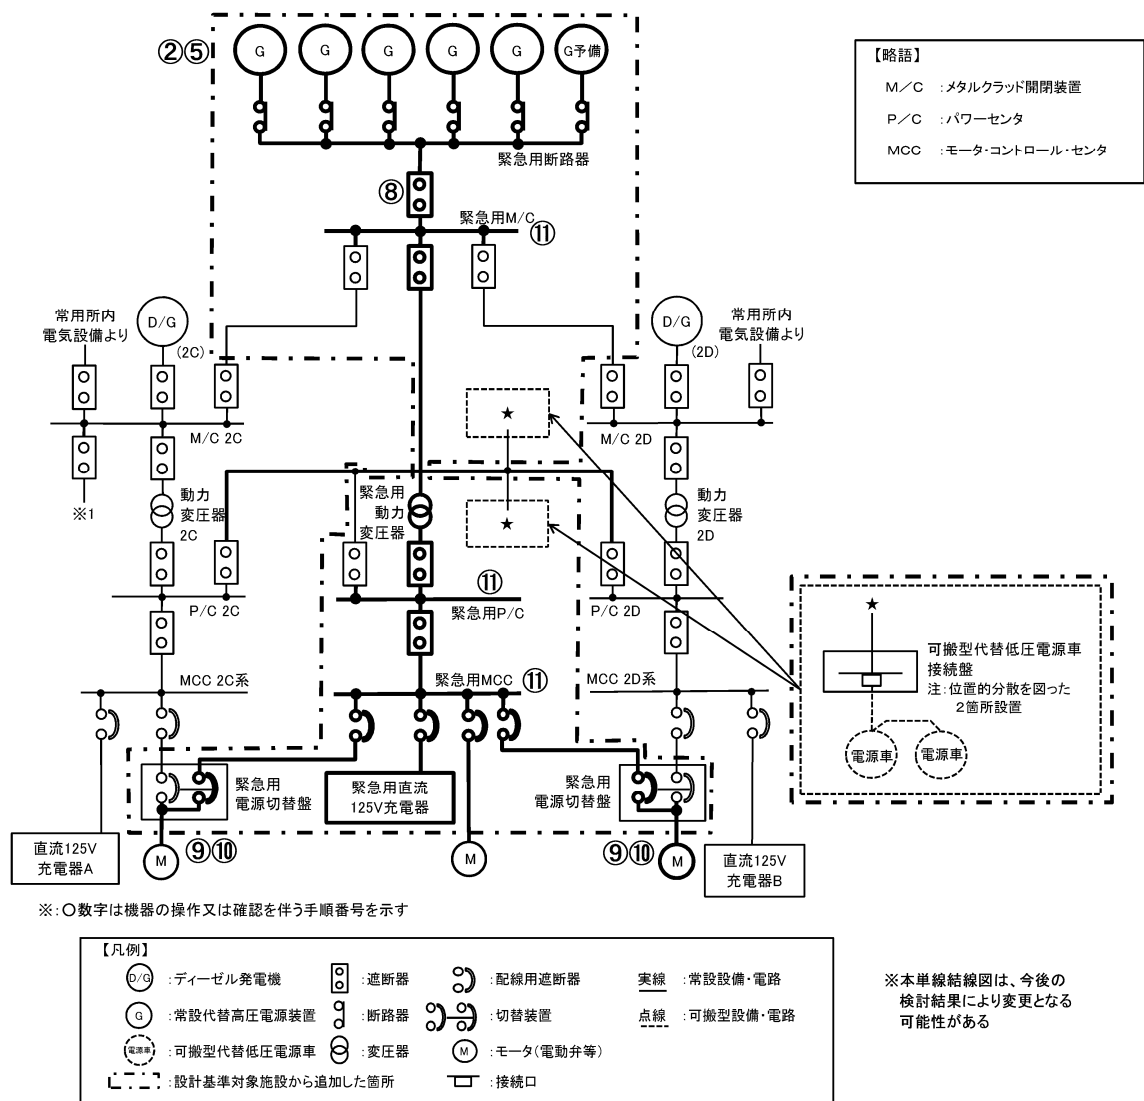 ②⑤
G
G
G
G
G
G予備
【略語】
M/C :メタルクラッド開閉装置
P/C :パワーセンタ
MCC :モータ・コントロール・センタ
緊急用断路器
⑧
緊急用M/C
⑪
常用所内
電気設備より
D/G
(2C)
D/G
(2D)
常用所内
電気設備より
★
M/C 2C
M/C 2D
※1
動力
変圧器
2C
緊急用
動力
変圧器
★
動力
変圧器
2D
⑪
P/C 2C
緊急用P/C
P/C 2D
★
可搬型代替低圧電源車
接続盤
注:位置的分散を図った
2箇所設置
電源車
電源車
MCC 2C系
緊急用MCC
⑪
MCC 2D系
緊急用
電源切替盤
緊急用直流
125V充電器
緊急用
電源切替盤
直流125V
充電器A
M
⑨⑩
M
⑨⑩
M
直流125V
充電器B
※:○数字は機器の操作又は確認を伴う手順番号を示す
【凡例】
D/G :ディーゼル発電機
:遮断器
:配線用遮断器
実線 :常設設備・電路
G :常設代替高圧電源装置
:断路器
:切替装置
点線 :可搬型設備・電路
電源車 :可搬型代替低圧電源車
:変圧器
M :モータ(電動弁等)
:設計基準対象施設から追加した箇所
:接続口
※本単線結線図は、今後の
検討結果により変更となる
可能性がある